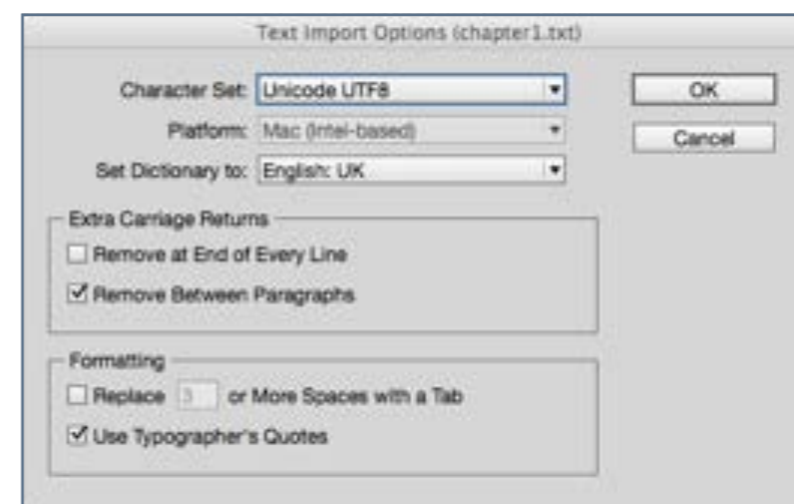 Text Import Options (chapter1.txt)
Character Set: Unicode UTF8
OK
Platform: Mac (Intel-based)
Cancel
Set Dictionary to: English: UK
Extra Carriage Returns
Remove at End of Every Line
Remove Between Paragraphs
Formatting
Replace 3 or More Spaces with a Tab
Use Typographer's Quotes